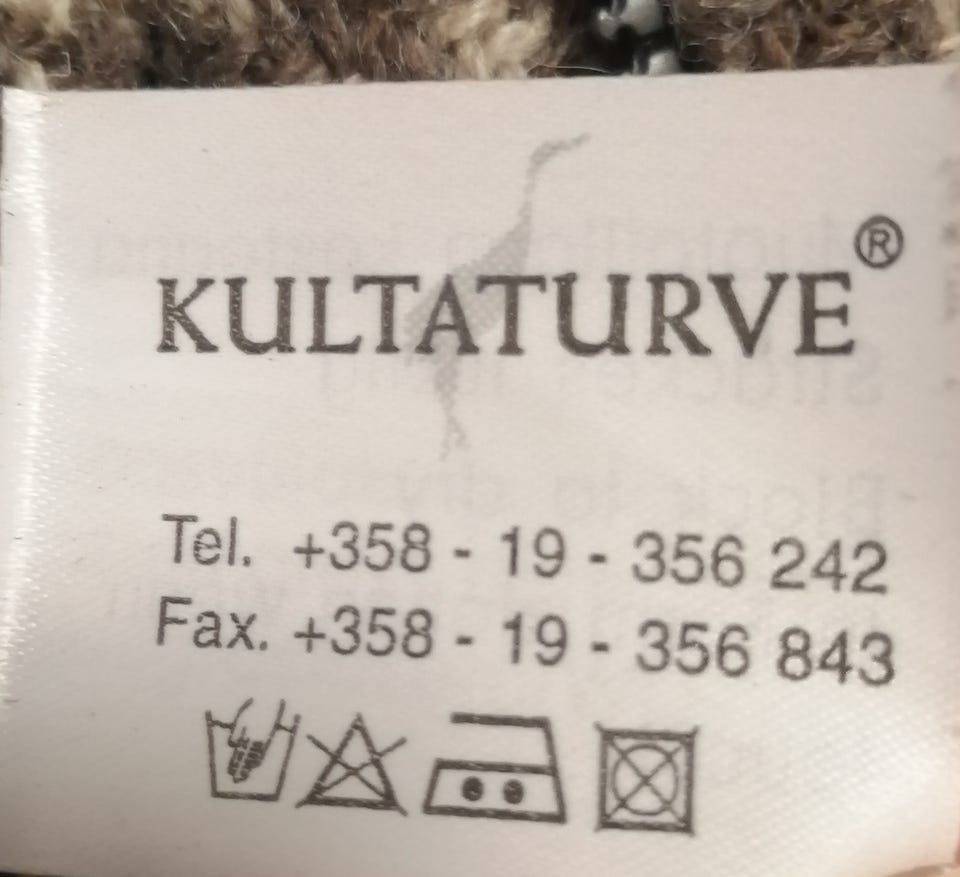 KULTATURVE®
Tel. +358 - 19 - 356 242
Fax. +358 - 19 - 356 843